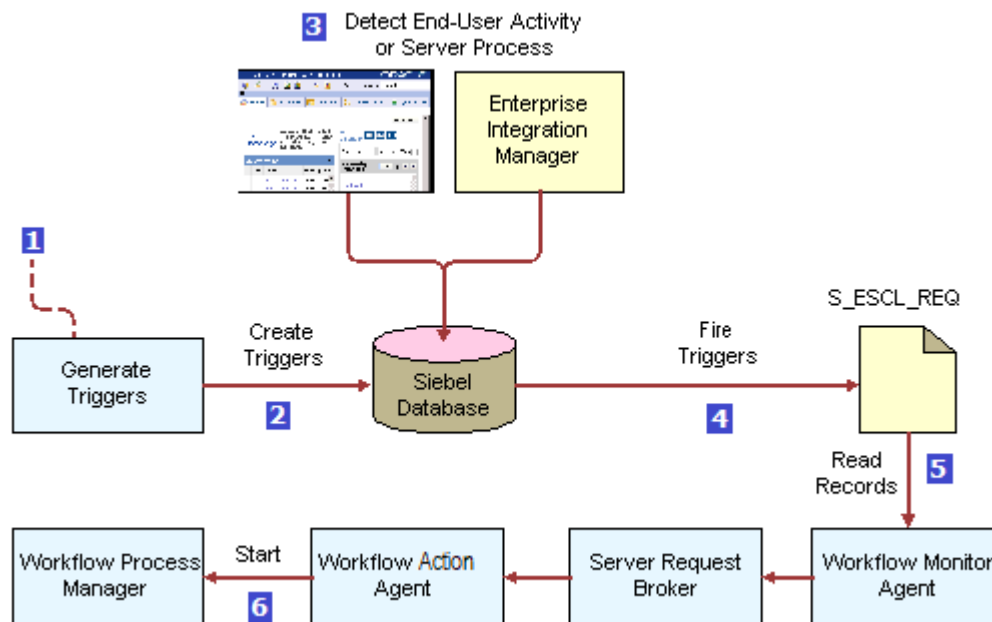 3
Detect End-User Activity
or Server Process
Enterprise
Integration
Manager
1
S_ESCL_REQ
Generate
Triggers
Create
Triggers
2
Siebel
Database
Fire
Triggers
4
Read
Records
5
Workflow Process
Manager
Start
6
Workflow Action
Agent
Server Request
Broker
Workflow Monitor
Agent